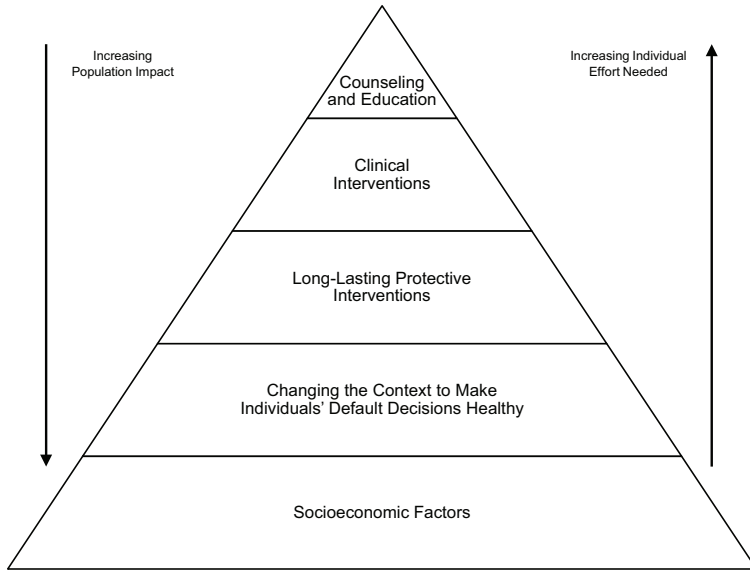 Increasing
Population Impact
Increasing Individual
Effort Needed
Counseling
and Education
Clinical
Interventions
Long-Lasting Protective
Interventions
Changing the Context to Make
Individuals’ Default Decisions Healthy
Socioeconomic Factors